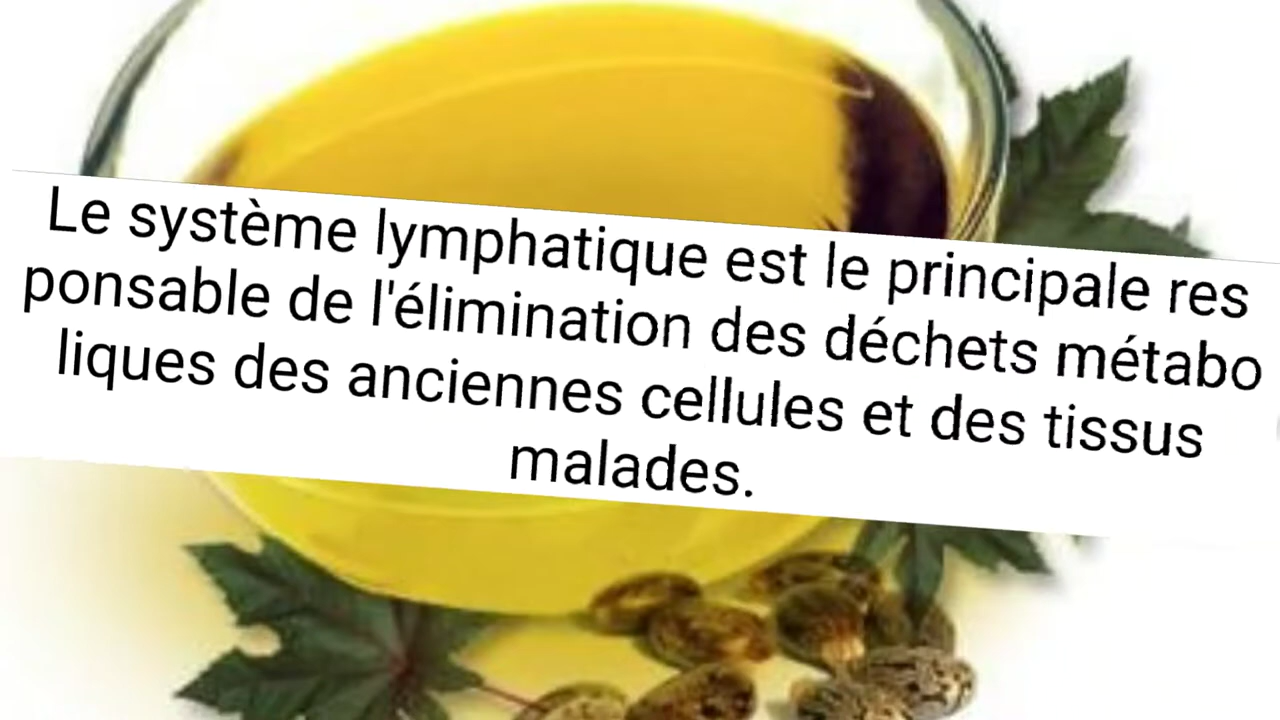 Le système lymphatique est le principale res
ponsable de l'élimination des déchets métabo
liques des anciennes cellules et des tissus
malades.